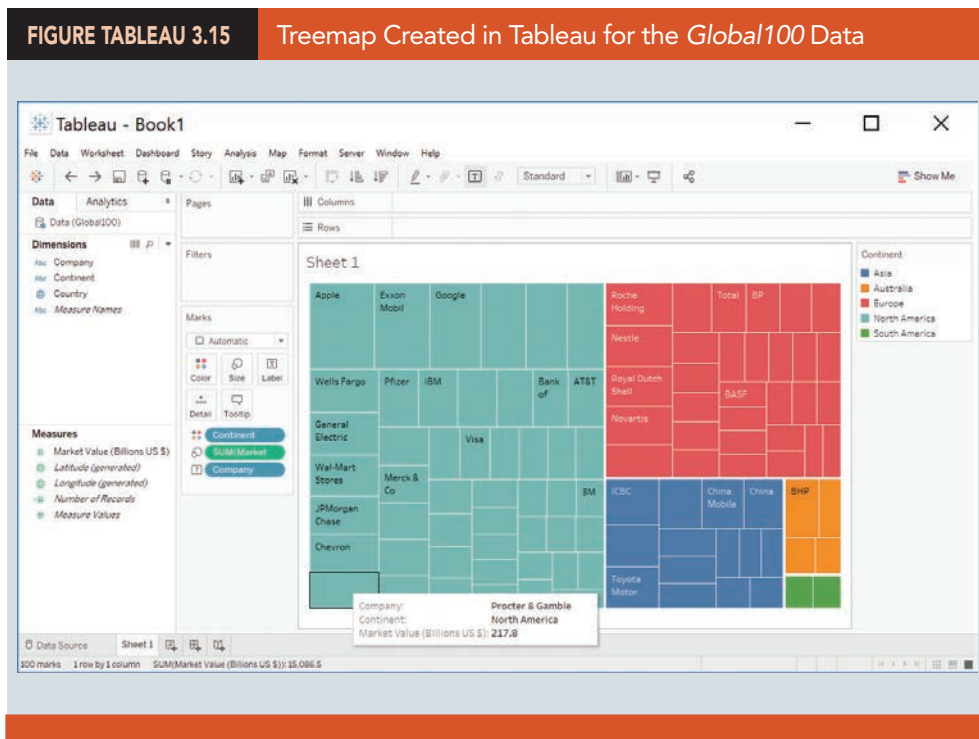 FIGURE TABLEAU 3.15 Treemap Created in Tableau for the Global100 Data
Tableau - Book1
File Data Worksheet Dashboard Story Analysis Map Format Server Window Help
Standard
Show Me
Data Analytics
Data (Global100)
Dimensions
Abc Company
Abc Continent
Country
Abc Measure Names
Measures
Market Value (Billions US $)
Latitude (generated)
Longitude (generated)
Number of Records
Measure Values
Pages
Filters
Marks
Automatic
Color Size Label
Detail Tooltip
Continent
SUM(Market
Company
Columns
Rows
Sheet 1
Apple
Exxon
Mobil
Google
Wells Fargo
Pfizer
IBM
Bank
of
AT&T
General
Electric
Visa
Wal-Mart
Stores
Merck &
Co
3M
JPMorgan
Chase
Chevron
Roche
Holding
Total
BP
Nestle
Royal Dutch
Shell
BASF
Novartis
ICBC
China
Mobile
China
BHP
Toyota
Motor
Company: Procter & Gamble
Continent: North America
Market Value (Billions US $): 217.8
Continent
Asia
Australia
Europe
North America
South America
Data Source Sheet 1
100 marks 1 row by 1 column SUM(Market Value (Billions US $)): 15,086.5